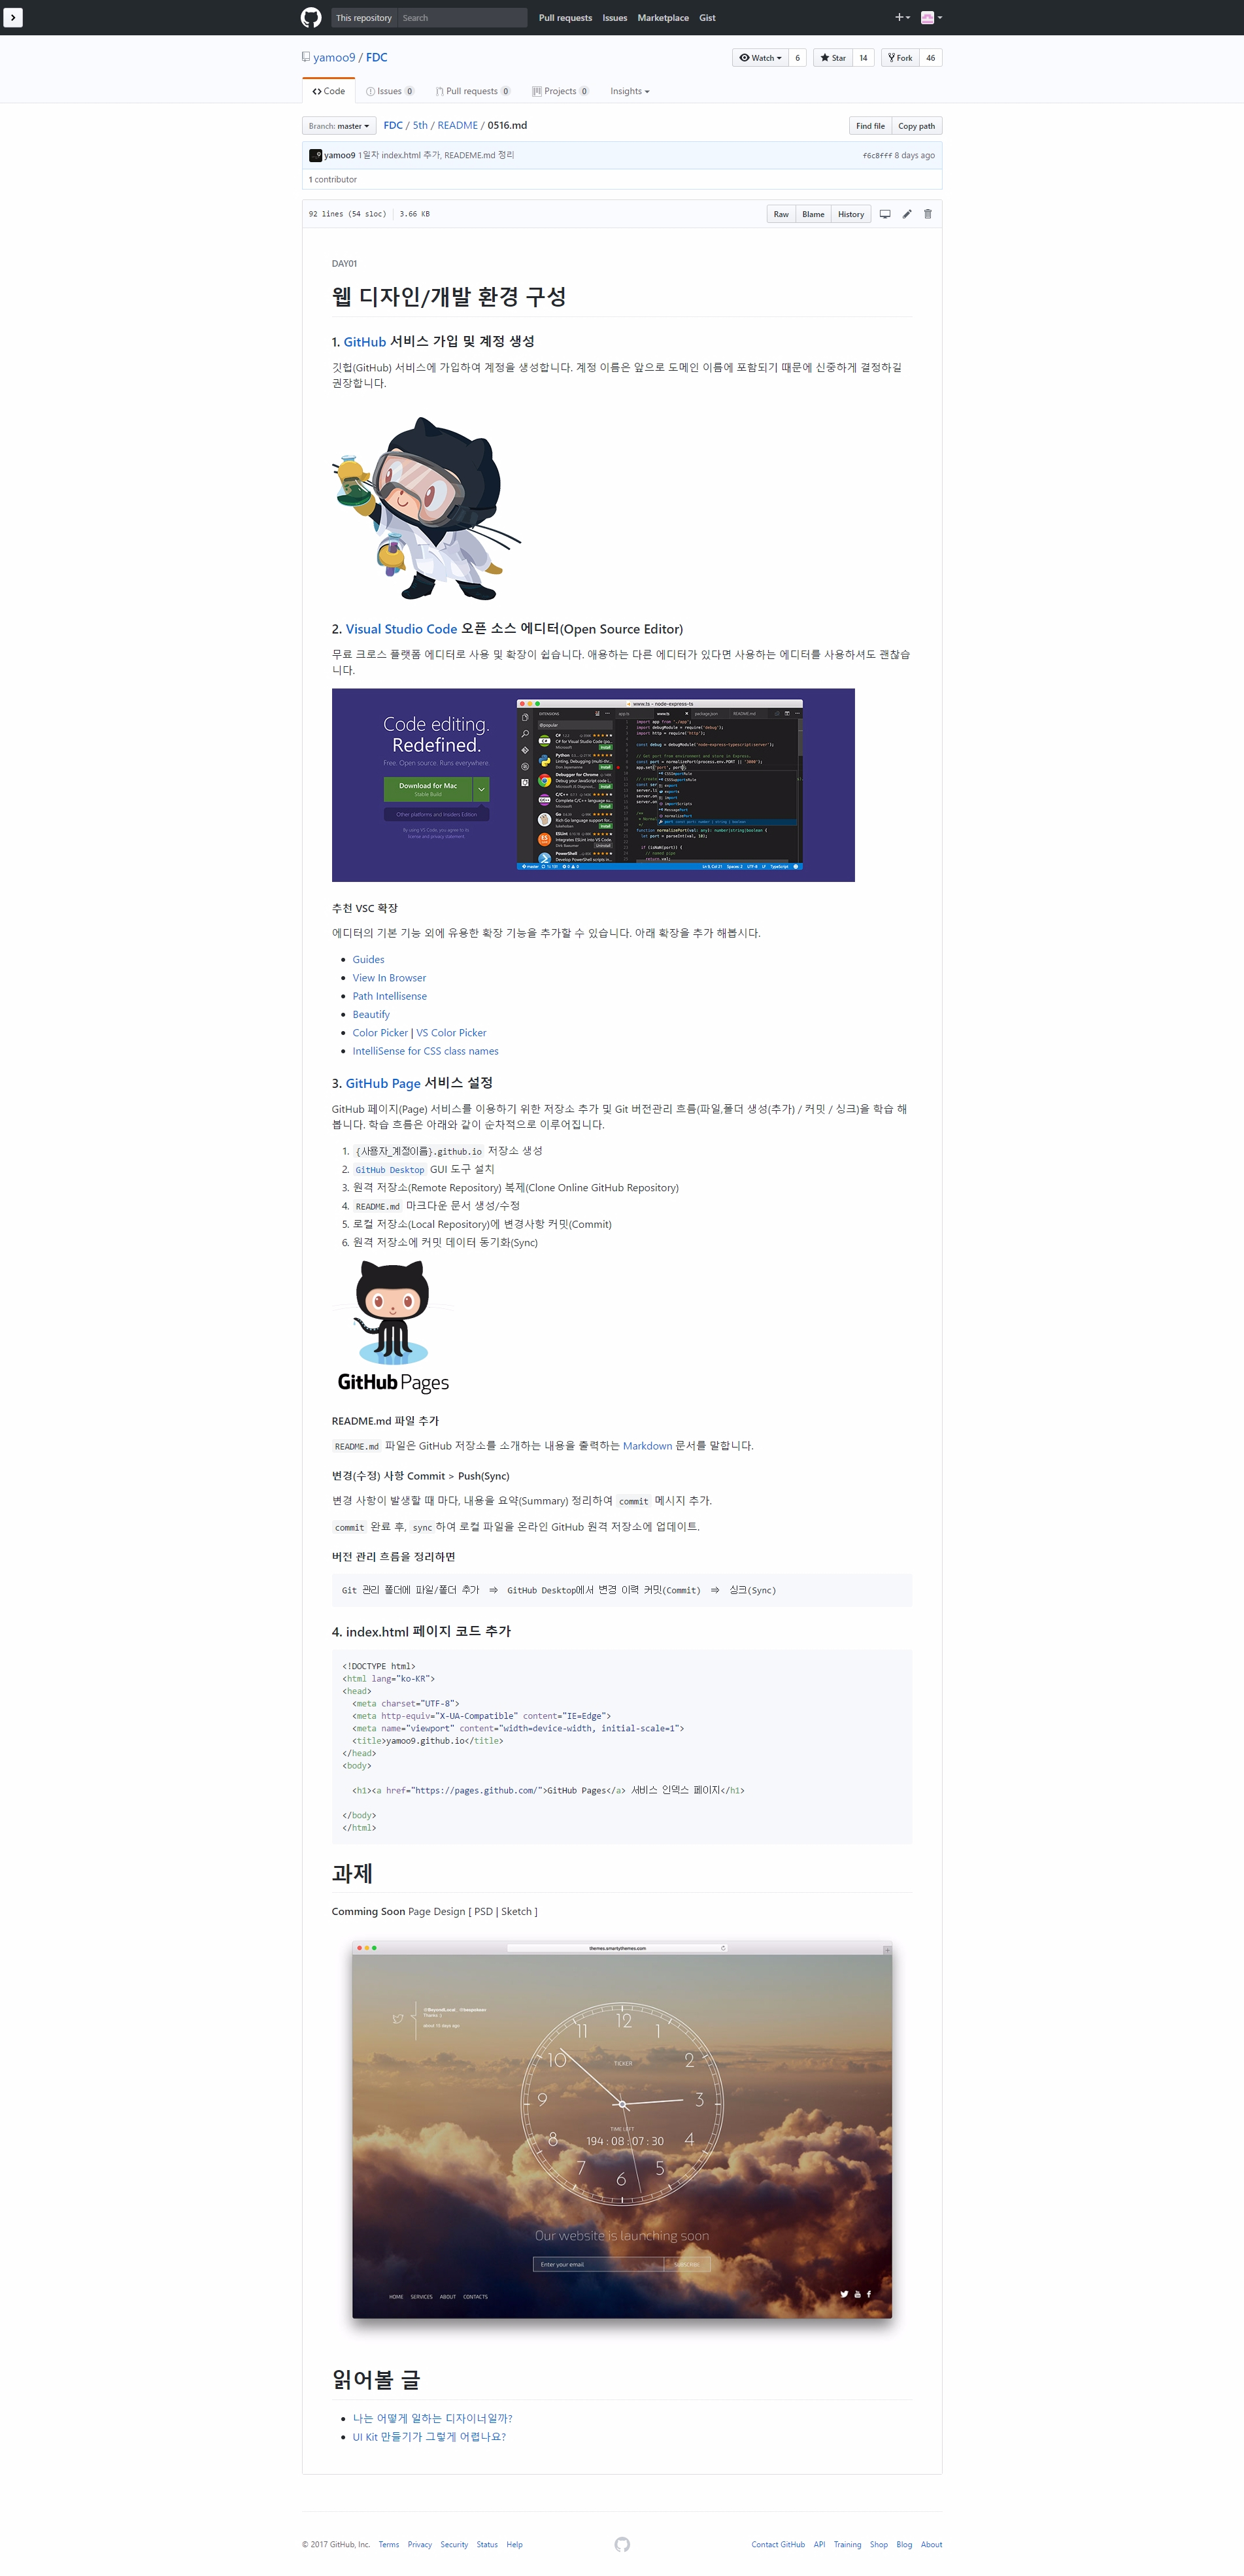 This repository Search Pull requests Issues Marketplace Gist
yamoo9 / FDC Watch 6 Star 14 Fork 46
Code Issues 0 Pull requests 0 Projects 0 Insights
Branch: master FDC / 5th / README / 0516.md Find file Copy path
yamoo9 1일차 index.html 추가, READEME.md 정리 f6c8fff 8 days ago
1 contributor
92 lines (54 sloc) 3.66 KB Raw Blame History
DAY01
웹 디자인/개발 환경 구성
1. GitHub 서비스 가입 및 계정 생성
깃헙(GitHub) 서비스에 가입하여 계정을 생성합니다. 계정 이름은 앞으로 도메인 이름에 포함되기 때문에 신중하게 결정하길
권장합니다.
2. Visual Studio Code 오픈 소스 에디터(Open Source Editor)
무료 크로스 플랫폼 에디터로 사용 및 확장이 쉽습니다. 애용하는 다른 에디터가 있다면 사용하는 에디터를 사용하셔도 괜찮습
니다.
Code editing.
Redefined.
Free. Open source. Runs everywhere.
Download for Mac
Stable Build
Other platforms and Insiders Edition
By using VS Code, you agree to its
license and privacy statement.
www.ts - node-express-ts
추천 VSC 확장
에디터의 기본 기능 외에 유용한 확장 기능을 추가할 수 있습니다. 아래 확장을 추가 해봅시다.
Guides
View In Browser
Path Intellisense
Beautify
Color Picker | VS Color Picker
IntelliSense for CSS class names
3. GitHub Page 서비스 설정
GitHub 페이지(Page) 서비스를 이용하기 위한 저장소 추가 및 Git 버전관리 흐름(파일,폴더 생성(추가) / 커밋 / 싱크)을 학습 해
봅니다. 학습 흐름은 아래와 같이 순차적으로 이루어집니다.
1. {사용자_계정이름}.github.io 저장소 생성
2. GitHub Desktop GUI 도구 설치
3. 원격 저장소(Remote Repository) 복제(Clone Online GitHub Repository)
4. README.md 마크다운 문서 생성/수정
5. 로컬 저장소(Local Repository)에 변경사항 커밋(Commit)
6. 원격 저장소에 커밋 데이터 동기화(Sync)
GitHub Pages
README.md 파일 추가
README.md 파일은 GitHub 저장소를 소개하는 내용을 출력하는 Markdown 문서를 말합니다.
변경(수정) 사항 Commit > Push(Sync)
변경 사항이 발생할 때 마다, 내용을 요약(Summary) 정리하여 commit 메시지 추가.
commit 완료 후, sync 하여 로컬 파일을 온라인 GitHub 원격 저장소에 업데이트.
버전 관리 흐름을 정리하면
Git 관리 폴더에 파일/폴더 추가 ⇒ GitHub Desktop에서 변경 이력 커밋(Commit) ⇒ 싱크(Sync)
4. index.html 페이지 코드 추가
<!DOCTYPE html>
<html lang="ko-KR">
<head>
<meta charset="UTF-8">
<meta http-equiv="X-UA-Compatible" content="IE=Edge">
<meta name="viewport" content="width=device-width, initial-scale=1">
<title>yamoo9.github.io</title>
</head>
<body>
<h1><a href="https://pages.github.com/">GitHub Pages</a> 서비스 인덱스 페이지</h1>
</body>
</html>
과제
Comming Soon Page Design [ PSD | Sketch ]
themes.smartythemes.com
Thanks :)
about 13 days ago
12
11 1
10 TICKER 2
9 3
TIME LEFT
8 194 : 08 : 07 : 30 4
7 5
6
Our website is launching soon
Enter your email SUBSCRIBE
HOME SERVICES ABOUT CONTACTS
읽어볼 글
나는 어떻게 일하는 디자이너일까?
UI Kit 만들기가 그렇게 어렵나요?
© 2017 GitHub, Inc. Terms Privacy Security Status Help Contact GitHub API Training Shop Blog About